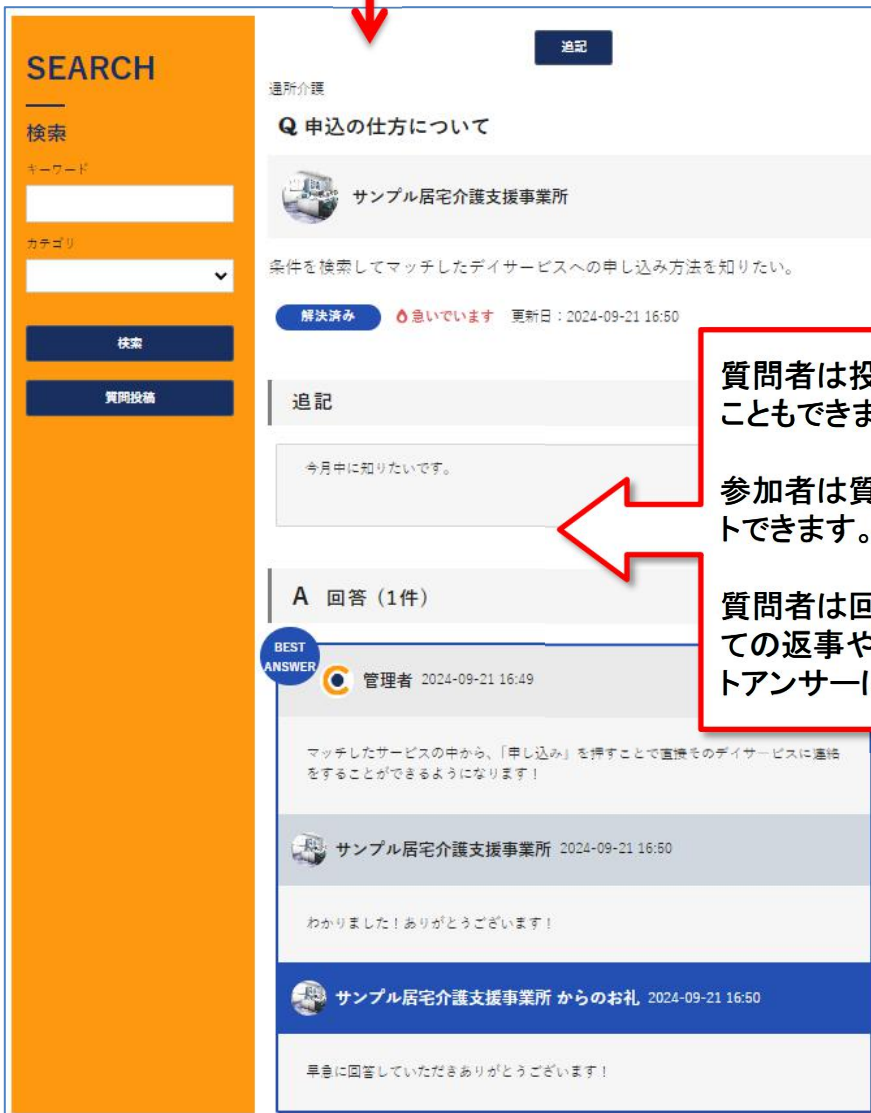 SEARCH
検索
キーワード
カテゴリ
検索
質問投稿
追記
通所介護
Q 申込の仕方について
サンプル居宅介護支援事業所
条件を検索してマッチしたデイサービスへの申し込み方法を知りたい。
解決済み 急いでいます 更新日:2024-09-21 16:50
追記
今月中に知りたいです。
質問者は投
こともできま
参加者は質
トできます。
質問者は回
ての返事や
トアンサーに
A 回答(1件)
BEST
ANSWER
管理者 2024-09-21 16:49
マッチしたサービスの中から、「申し込み」を押すことで直接そのデイサービスに連絡
をすることができるようになります!
サンプル居宅介護支援事業所 2024-09-21 16:50
わかりました!ありがとうございます!
サンプル居宅介護支援事業所 からのお礼 2024-09-21 16:50
早急に回答していただきありがとうございます!